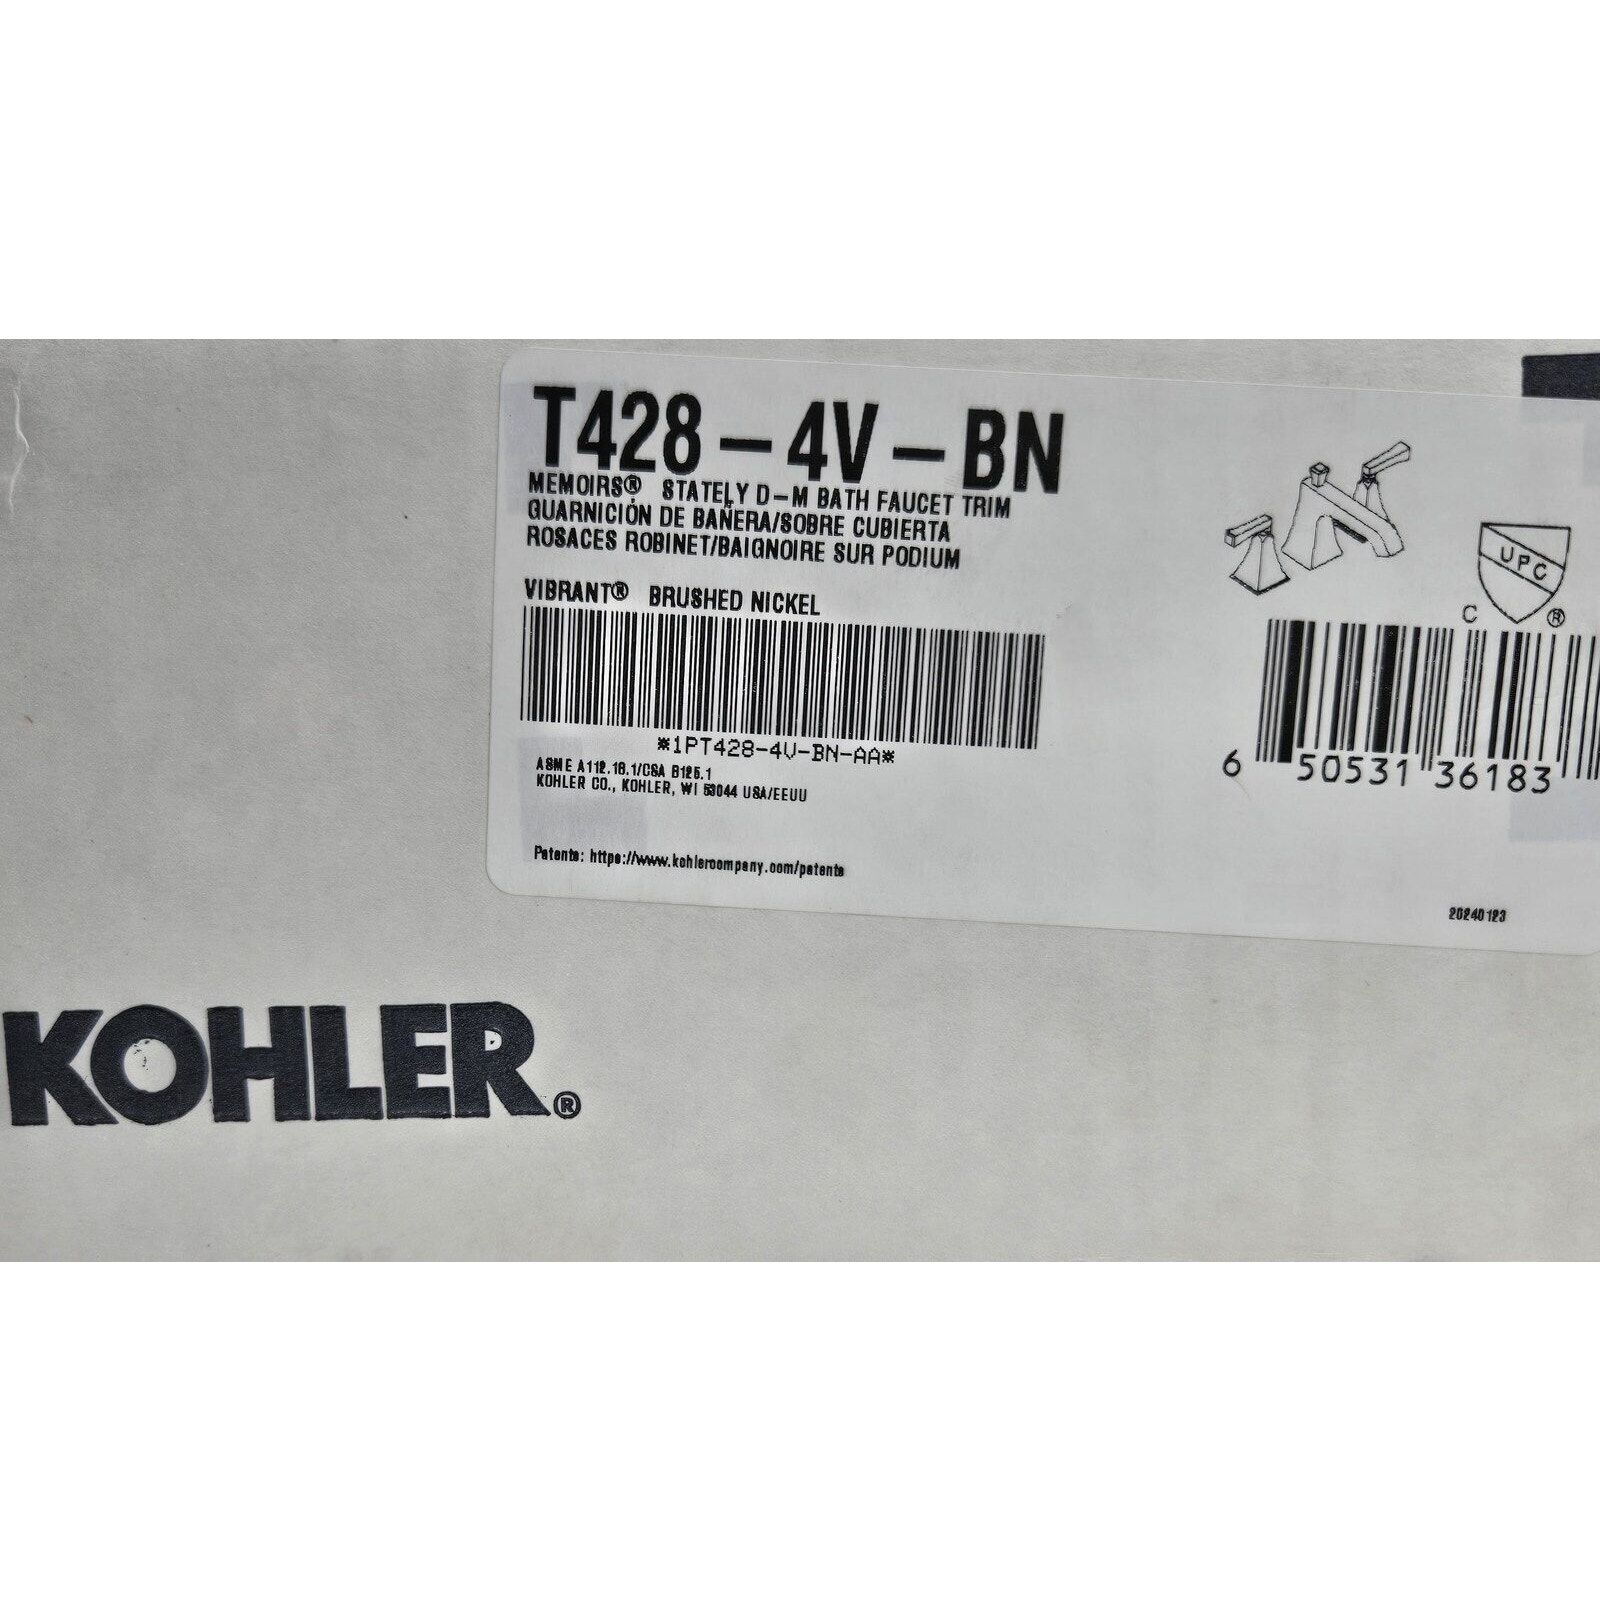 T428-4V-BN
MEMOIRS® STATELY D-M BATH FAUCET TRIM
GUARNICIÓN DE BAÑERA/SOBRE CUBIERTA
ROSACES ROBINET/BAIGNOIRE SUR PODIUM
VIBRANT® BRUSHED NICKEL
*1PT428-4V-BN-AA*
ASME A112.18.1/CSA B125.1
KOHLER CO., KOHLER, WI 53044 USA/EEUU
Patents: https://www.kohlercompany.com/patents
UPC
C ®
6 50531 36183
20240123
KOHLER®